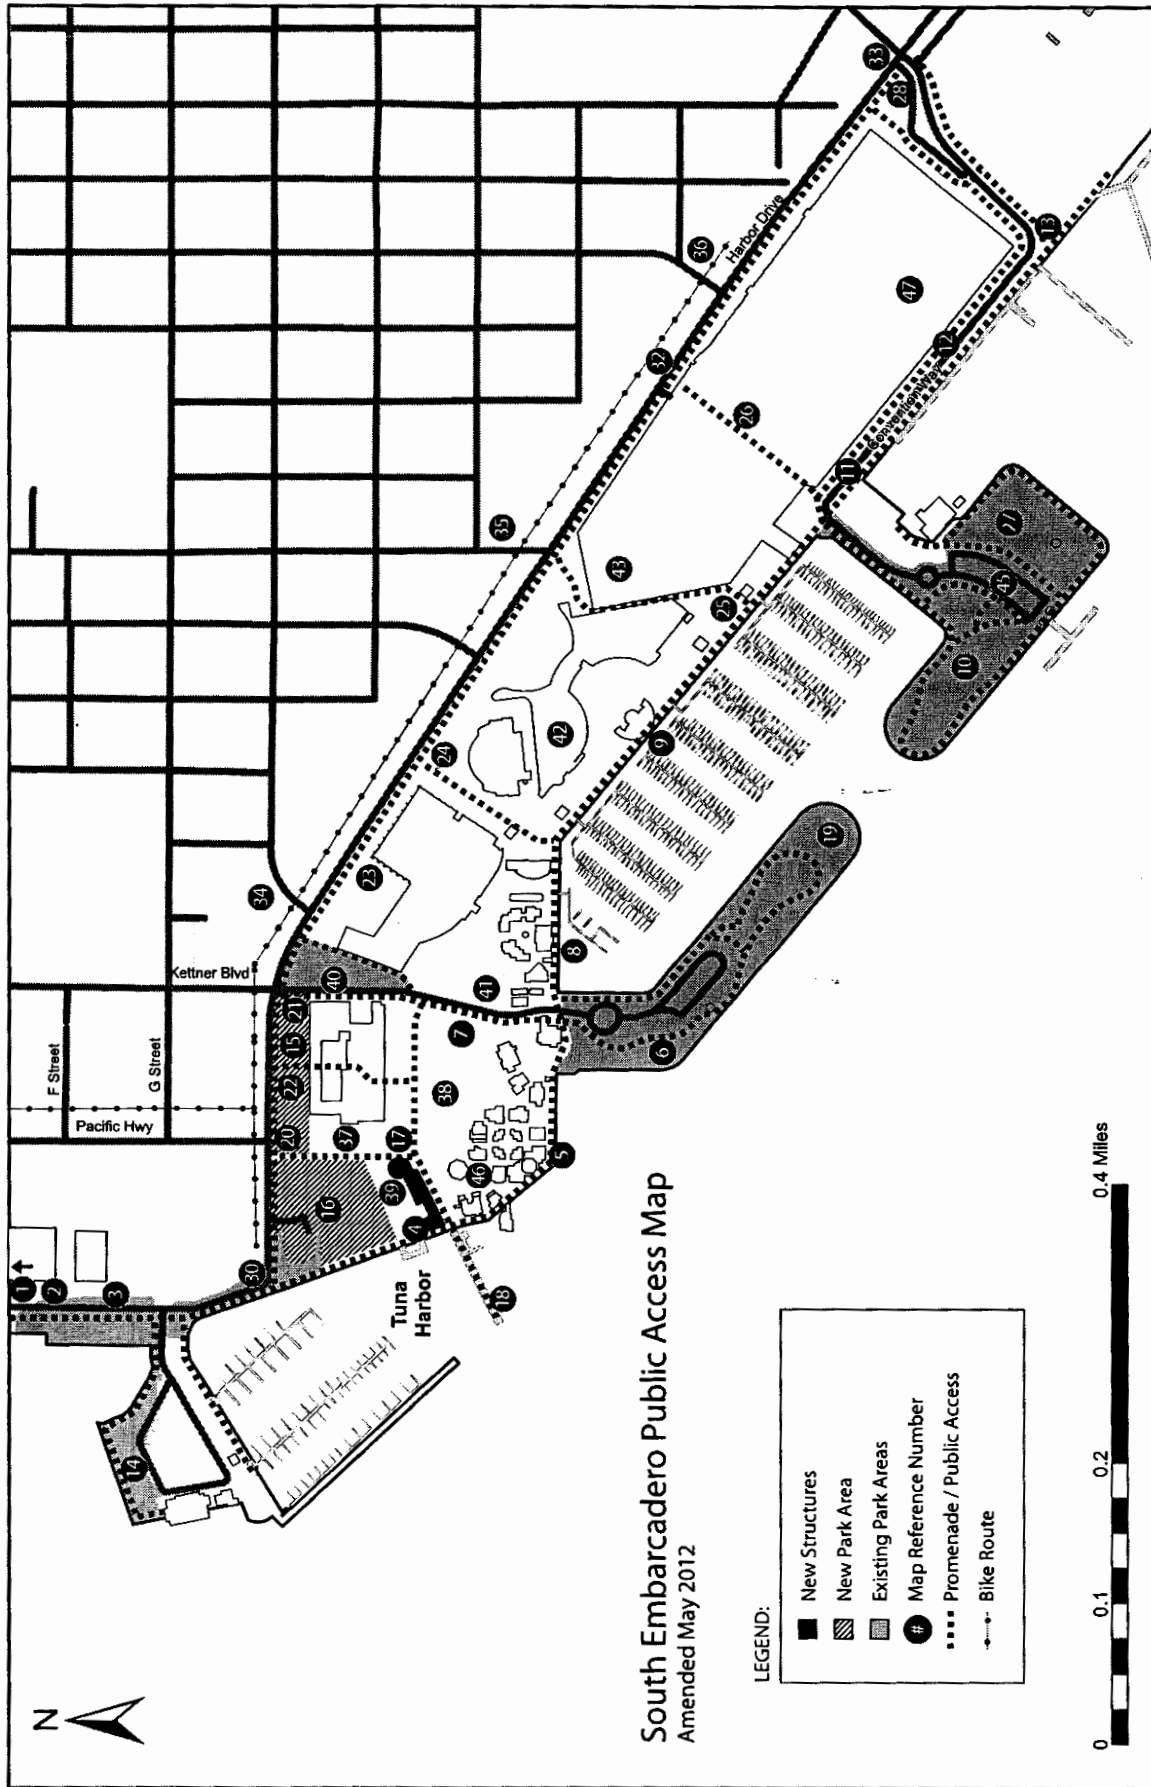 N
1
2
3
14
F Street
G Street
Pacific Hwy
Kettner Blvd
30
20
22
15
21
34
16
37
40
23
39
17
4
Tuna
Harbor
18
38
7
24
46
5
41
8
42
35
43
32
36
Harbor Drive
6
9
25
26
19
11
Convention Way
12
47
13
28
33
10
45
27
South Embarcadero Public Access Map
Amended May 2012
LEGEND:
New Structures
New Park Area
Existing Park Areas
# Map Reference Number
Promenade / Public Access
Bike Route
0 0.1 0.2 0.4 Miles